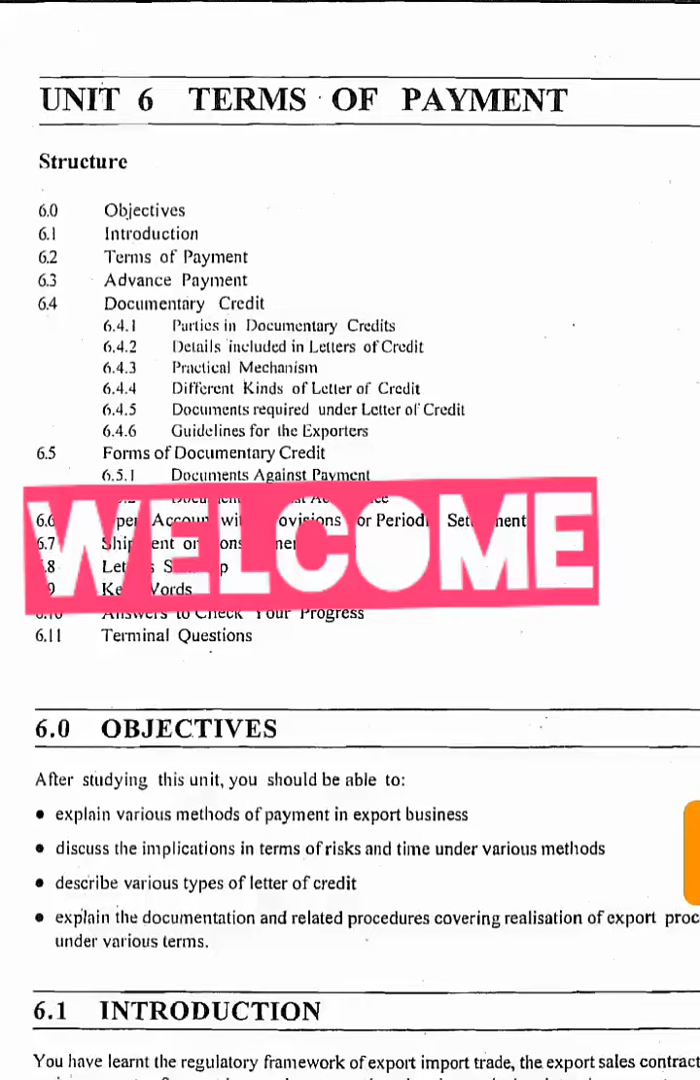 UNIT 6 TERMS OF PAYMENT
Structure
6.0 Objectives
6.1 Introduction
6.2 Terms of Payment
6.3 Advance Payment
6.4 Documentary Credit
6.4.1 Parties in Documentary Credits
6.4.2 Details included in Letters of Credit
6.4.3 Practical Mechanism
6.4.4 Different Kinds of Letter of Credit
6.4.5 Documents required under Letter of Credit
6.4.6 Guidelines for the Exporters
6.5 Forms of Documentary Credit
6.5.1 Documents Against Payment
WELCOME
6.10 Answers to Check Your Progress
6.11 Terminal Questions
6.0 OBJECTIVES
After studying this unit, you should be able to:
• explain various methods of payment in export business
• discuss the implications in terms of risks and time under various methods
• describe various types of letter of credit
• explain the documentation and related procedures covering realisation of export proc
under various terms.
6.1 INTRODUCTION
You have learnt the regulatory framework of export import trade, the export sales contract